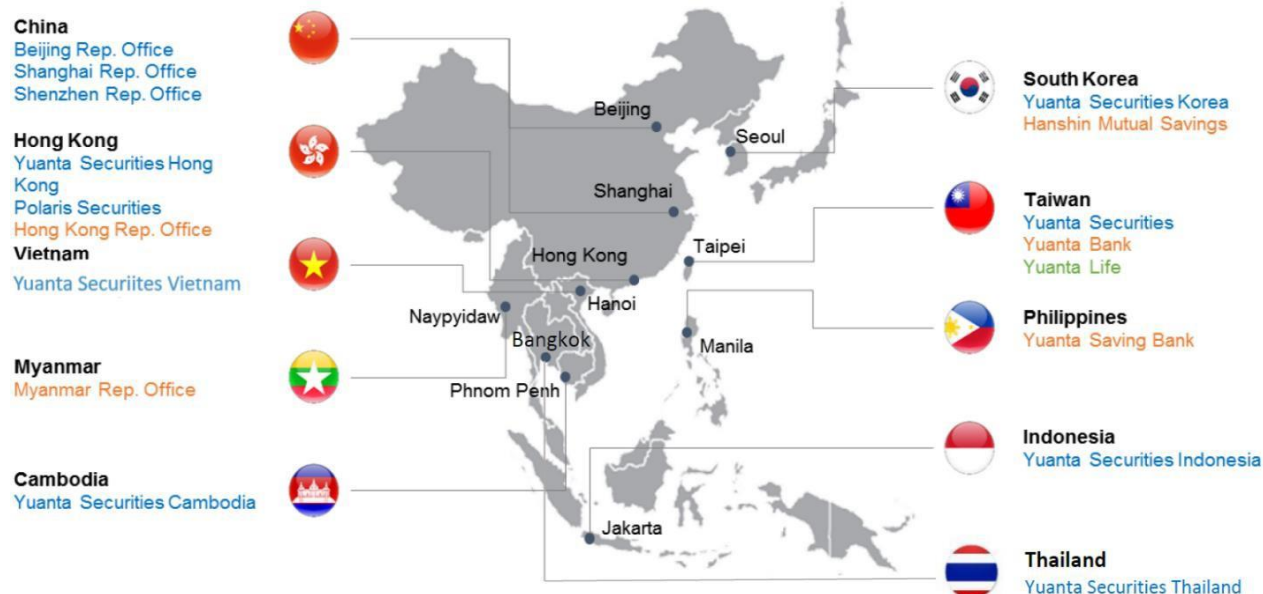 China
Beijing Rep. Office
Shanghai Rep. Office
Shenzhen Rep. Office
Hong Kong
Yuanta Securities Hong
Kong
Polaris Securities
Hong Kong Rep. Office
Vietnam
Yuanta Securiites Vietnam
Myanmar
Myanmar Rep. Office
Cambodia
Yuanta Securities Cambodia
Beijing
Seoul
Shanghai
Taipei
Hong Kong
Hanoi
Naypyidaw
Bangkok
Manila
Phnom Penh
Jakarta
South Korea
Yuanta Securities Korea
Hanshin Mutual Savings
Taiwan
Yuanta Securities
Yuanta Bank
Yuanta Life
Philippines
Yuanta Saving Bank
Indonesia
Yuanta Securities Indonesia
Thailand
Yuanta Securities Thailand